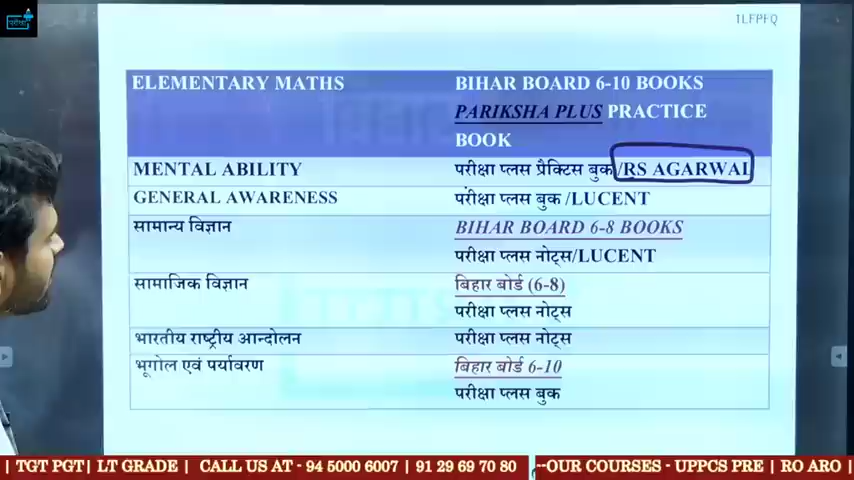 परीक्षा
ILFPFQ
ELEMENTARY MATHS
BIHAR BOARD 6-10 BOOKS
PARIKSHA PLUS PRACTICE
BOOK
MENTAL ABILITY
परीक्षा प्लस प्रैक्टिस बुक/RS AGARWAL
GENERAL AWARENESS
परीक्षा प्लस बुक /LUCENT
सामान्य विज्ञान
BIHAR BOARD 6-8 BOOKS
परीक्षा प्लस नोट्स/LUCENT
सामाजिक विज्ञान
बिहार बोर्ड (6-8)
परीक्षा प्लस नोट्स
भारतीय राष्ट्रीय आन्दोलन
परीक्षा प्लस नोट्स
भूगोल एवं पर्यावरण
बिहार बोर्ड 6-10
परीक्षा प्लस बुक
| TGT PGT| LT GRADE | CALL US AT - 94 5000 6007 | 91 29 69 70 80 --OUR COURSES - UPPCS PRE | RO ARO |